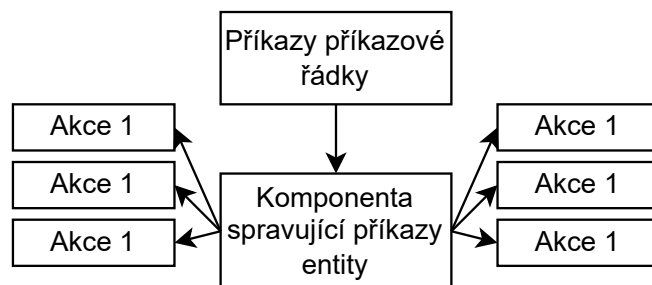 Příkazy příkazové
řádky
Akce 1
Akce 1
Akce 1
Komponenta
spravující příkazy
entity
Akce 1
Akce 1
Akce 1